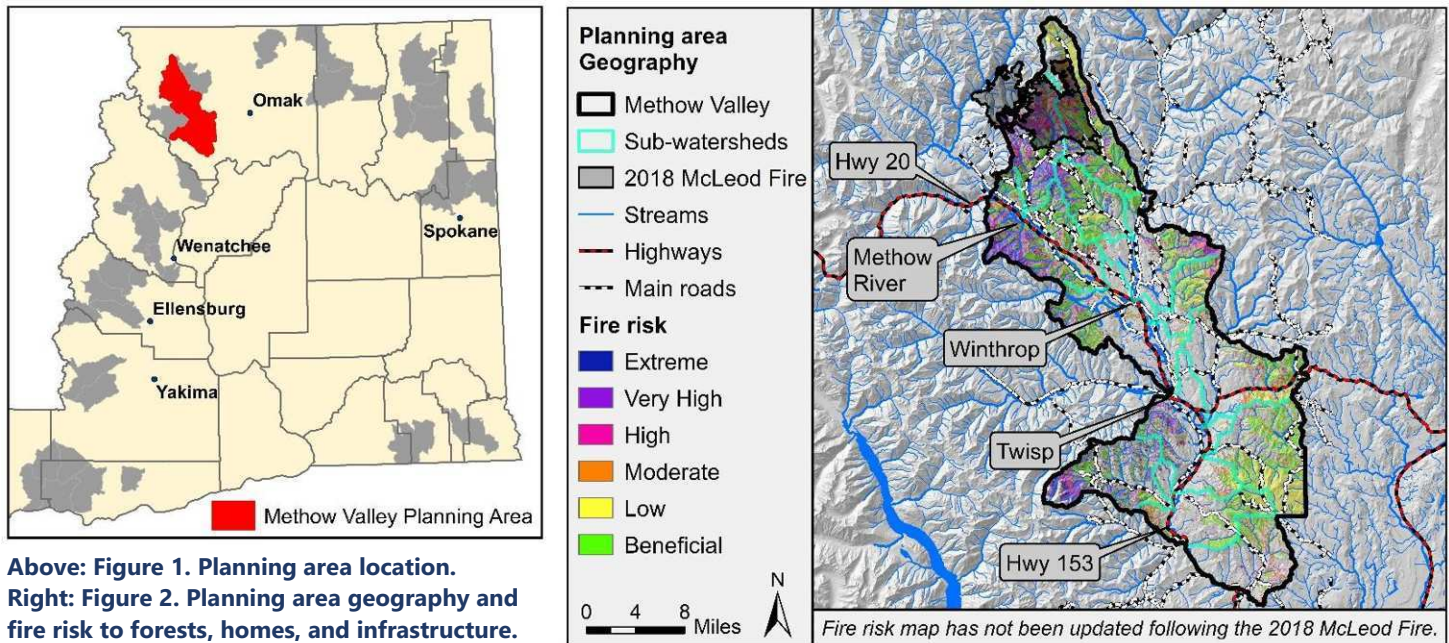 Omak
Spokane
Wenatchee
Ellensburg
Yakima
Methow Valley Planning Area
Above: Figure 1. Planning area location.
Right: Figure 2. Planning area geography and
fire risk to forests, homes, and infrastructure.
Planning area
Geography
Methow Valley
Sub-watersheds
2018 McLeod Fire
Streams
Highways
Main roads
Fire risk
Extreme
Very High
High
Moderate
Low
Beneficial
N
0 4 8
Miles
Hwy 20
Methow
River
Winthrop
Twisp
Hwy 153
Fire risk map has not been updated following the 2018 McLeod Fire.